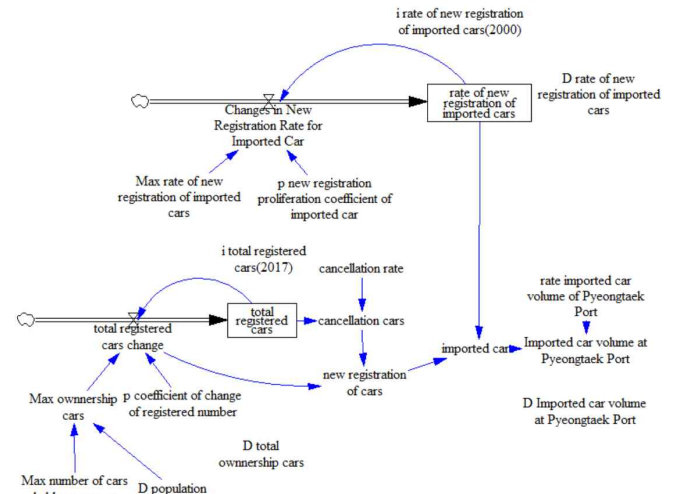 i rate of new registration
of imported cars(2000)
D rate of new
registration of imported
cars
rate of new
registration of
imported cars
Changes in New
Registration Rate for
Imported Car
Max rate of new
registration of imported
cars
p new registration
proliferation coefficient of
imported car
i total registered
cars(2017)
cancellation rate
rate imported car
volume of Pyeongtaek
Port
total
registered
cars
cancellation cars
total registered
cars change
imported cars
Imported car volume at
Pyeongtaek Port
new registration
of cars
Max ownnership
cars
p coefficient of change
of registered number
D Imported car volume
at Pyeongtaek Port
D total
ownnership cars
Max number of cars
D population